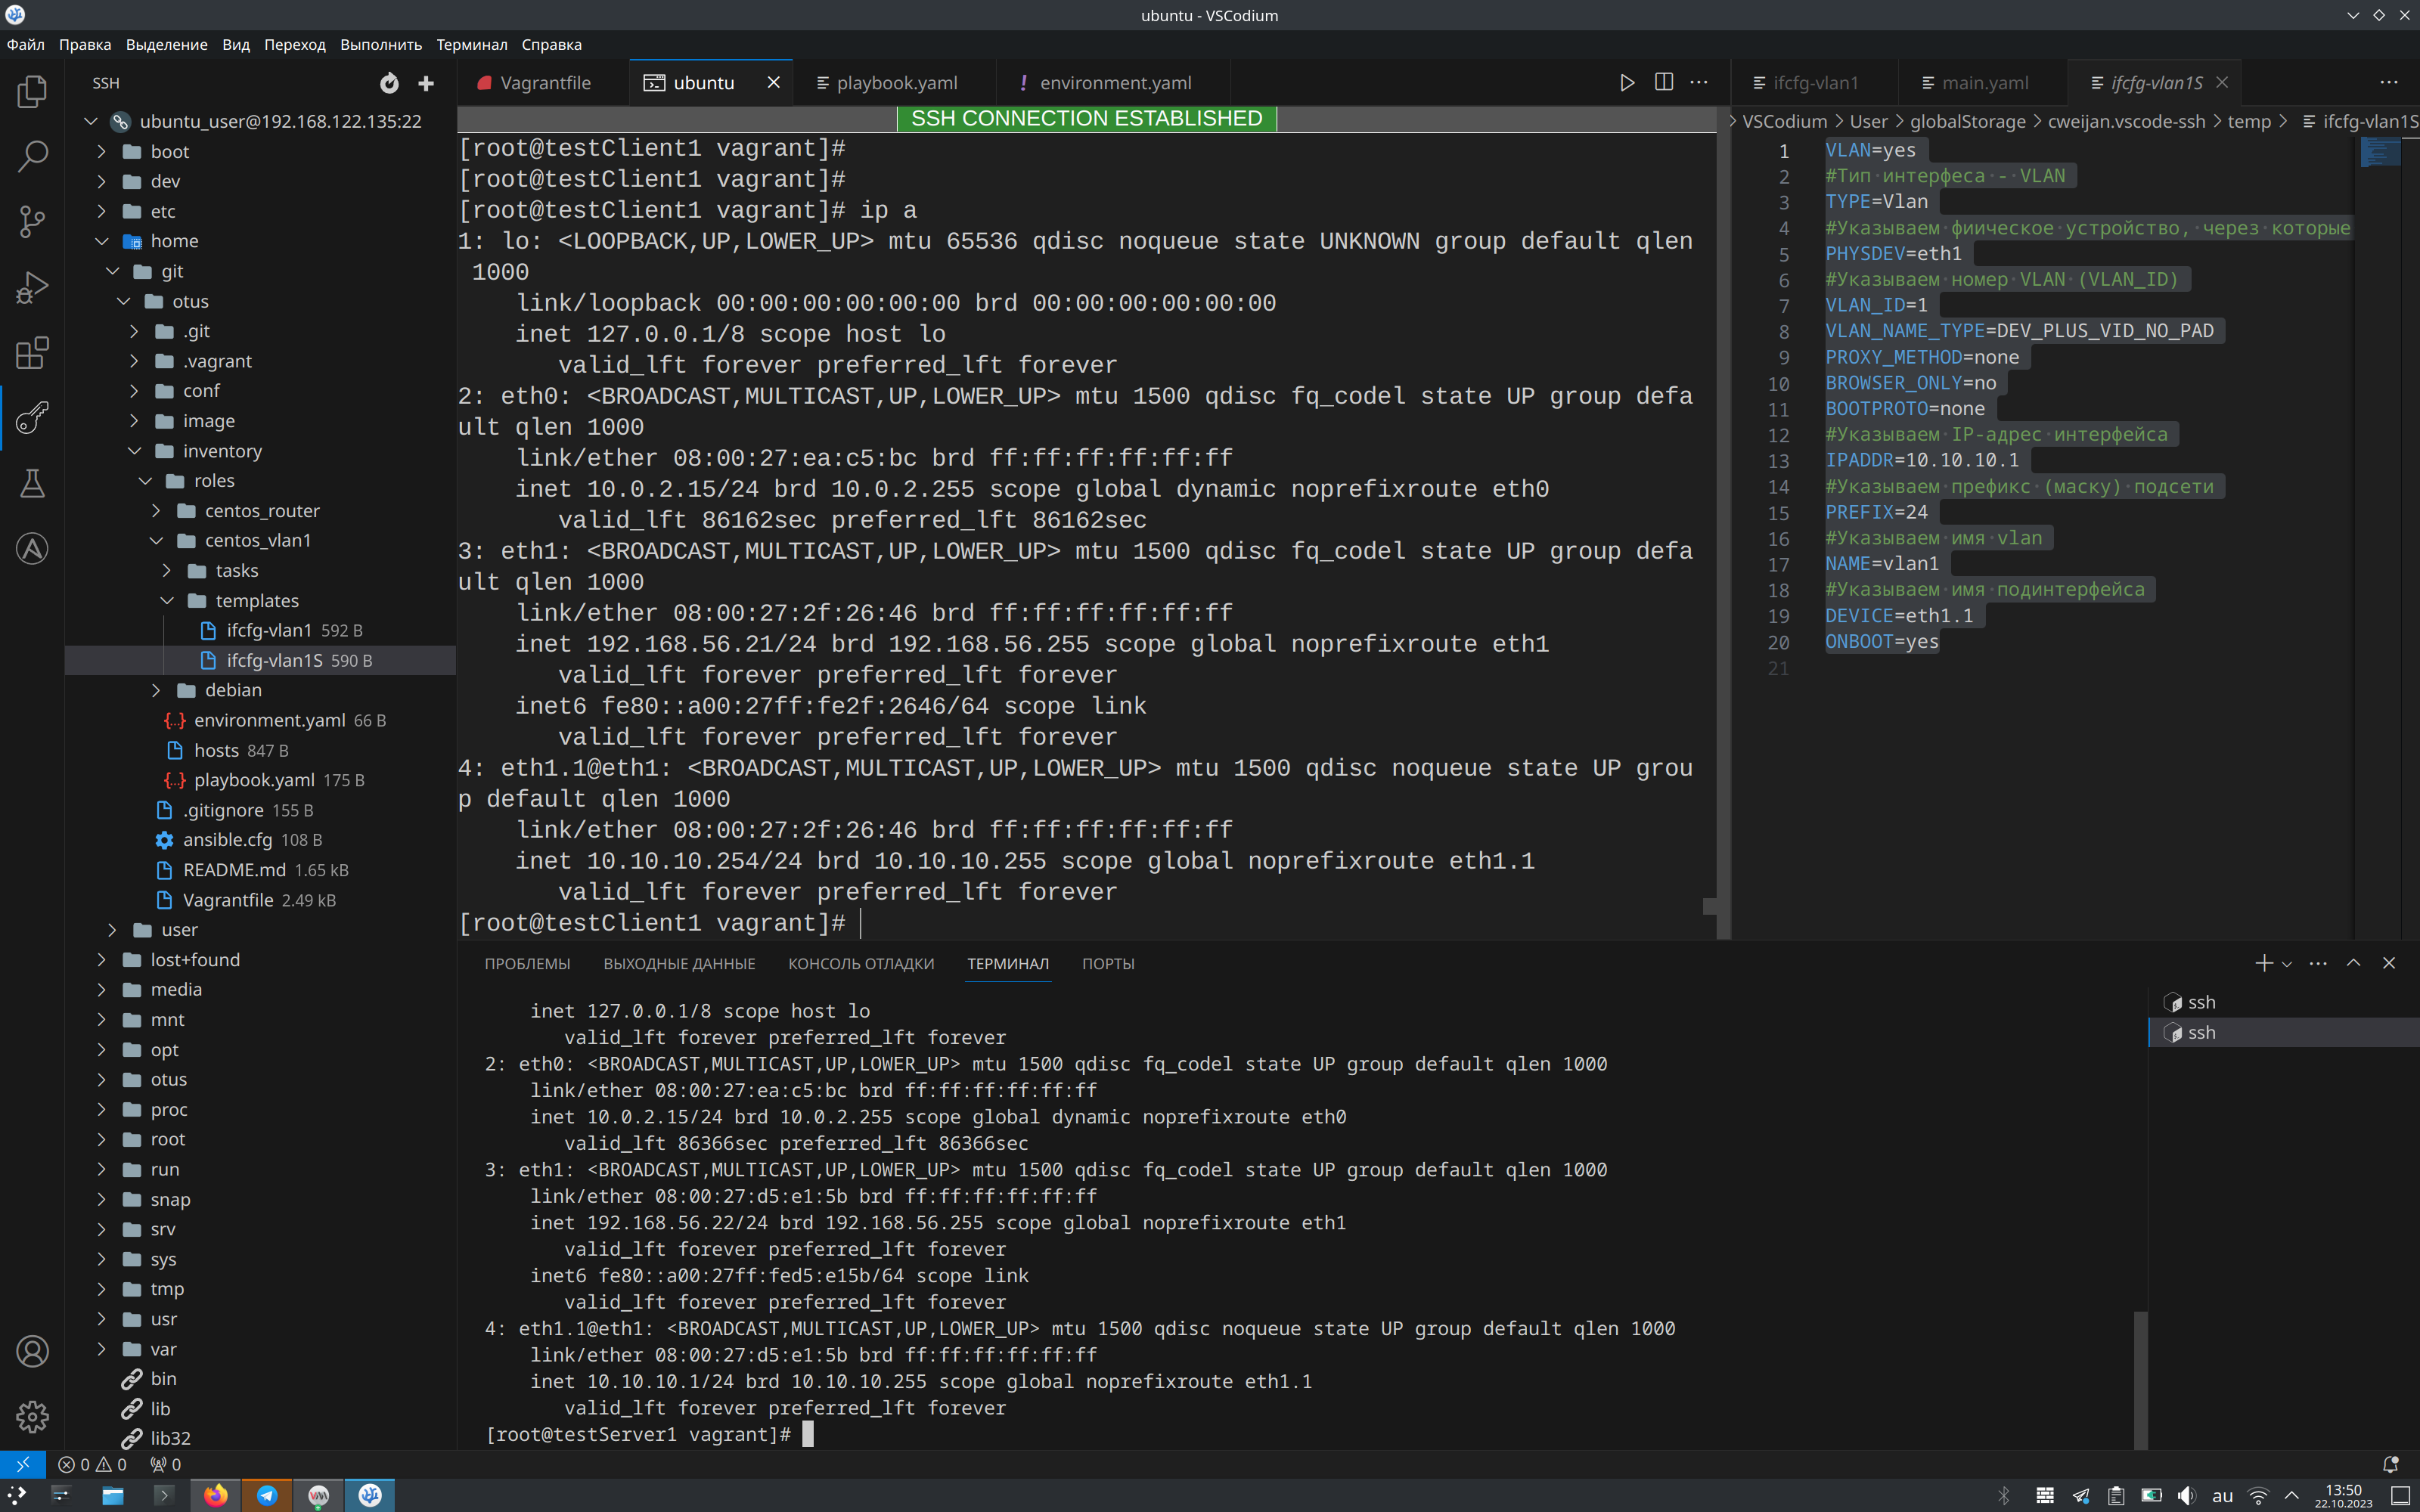 ubuntu - VSCodium
Файл Правка Выделение Вид Переход Выполнить Терминал Справка
SSH
ubuntu_user@192.168.122.135:22
boot
dev
etc
home
git
otus
.git
.vagrant
conf
image
inventory
roles
centos_router
centos_vlan1
tasks
templates
ifcfg-vlan1 592 B
ifcfg-vlan1S 590 B
debian
environment.yaml 66 B
hosts 847 B
playbook.yaml 175 B
.gitignore 155 B
ansible.cfg 108 B
README.md 1.65 kB
Vagrantfile 2.49 kB
user
lost+found
media
mnt
opt
otus
proc
root
run
snap
srv
sys
tmp
usr
var
bin
lib
lib32
Vagrantfile ubuntu playbook.yaml environment.yaml
SSH CONNECTION ESTABLISHED
[root@testClient1 vagrant]#
[root@testClient1 vagrant]#
[root@testClient1 vagrant]# ip a
1: lo: <LOOPBACK,UP,LOWER_UP> mtu 65536 qdisc noqueue state UNKNOWN group default qlen
1000
link/loopback 00:00:00:00:00:00 brd 00:00:00:00:00:00
inet 127.0.0.1/8 scope host lo
valid_lft forever preferred_lft forever
2: eth0: <BROADCAST,MULTICAST,UP,LOWER_UP> mtu 1500 qdisc fq_codel state UP group defa
ult qlen 1000
link/ether 08:00:27:ea:c5:bc brd ff:ff:ff:ff:ff:ff
inet 10.0.2.15/24 brd 10.0.2.255 scope global dynamic noprefixroute eth0
valid_lft 86162sec preferred_lft 86162sec
3: eth1: <BROADCAST,MULTICAST,UP,LOWER_UP> mtu 1500 qdisc fq_codel state UP group defa
ult qlen 1000
link/ether 08:00:27:2f:26:46 brd ff:ff:ff:ff:ff:ff
inet 192.168.56.21/24 brd 192.168.56.255 scope global noprefixroute eth1
valid_lft forever preferred_lft forever
inet6 fe80::a00:27ff:fe2f:2646/64 scope link
valid_lft forever preferred_lft forever
4: eth1.1@eth1: <BROADCAST,MULTICAST,UP,LOWER_UP> mtu 1500 qdisc noqueue state UP grou
p default qlen 1000
link/ether 08:00:27:2f:26:46 brd ff:ff:ff:ff:ff:ff
inet 10.10.10.254/24 brd 10.10.10.255 scope global noprefixroute eth1.1
valid_lft forever preferred_lft forever
[root@testClient1 vagrant]#
ifcfg-vlan1 main.yaml ifcfg-vlan1S
VSCodium > User > globalStorage > cweijan.vscode-ssh > temp > ifcfg-vlan1S
1 VLAN=yes
2 #Тип интерфеса - VLAN
3 TYPE=Vlan
4 #Указываем фиическое устройство, через которые
5 PHYSDEV=eth1
6 #Указываем номер VLAN (VLAN_ID)
7 VLAN_ID=1
8 VLAN_NAME_TYPE=DEV_PLUS_VID_NO_PAD
9 PROXY_METHOD=none
10 BROWSER_ONLY=no
11 BOOTPROTO=none
12 #Указываем IP-адрес интерфейса
13 IPADDR=10.10.10.1
14 #Указываем префикс (маску) подсети
15 PREFIX=24
16 #Указываем имя vlan
17 NAME=vlan1
18 #Указываем имя подинтерфейса
19 DEVICE=eth1.1
20 ONBOOT=yes
21
ПРОБЛЕМЫ ВЫХОДНЫЕ ДАННЫЕ КОНСОЛЬ ОТЛАДКИ ТЕРМИНАЛ ПОРТЫ
inet 127.0.0.1/8 scope host lo
valid_lft forever preferred_lft forever
2: eth0: <BROADCAST,MULTICAST,UP,LOWER_UP> mtu 1500 qdisc fq_codel state UP group default qlen 1000
link/ether 08:00:27:ea:c5:bc brd ff:ff:ff:ff:ff:ff
inet 10.0.2.15/24 brd 10.0.2.255 scope global dynamic noprefixroute eth0
valid_lft 86366sec preferred_lft 86366sec
3: eth1: <BROADCAST,MULTICAST,UP,LOWER_UP> mtu 1500 qdisc fq_codel state UP group default qlen 1000
link/ether 08:00:27:d5:e1:5b brd ff:ff:ff:ff:ff:ff
inet 192.168.56.22/24 brd 192.168.56.255 scope global noprefixroute eth1
valid_lft forever preferred_lft forever
inet6 fe80::a00:27ff:fed5:e15b/64 scope link
valid_lft forever preferred_lft forever
4: eth1.1@eth1: <BROADCAST,MULTICAST,UP,LOWER_UP> mtu 1500 qdisc noqueue state UP group default qlen 1000
link/ether 08:00:27:d5:e1:5b brd ff:ff:ff:ff:ff:ff
inet 10.10.10.1/24 brd 10.10.10.255 scope global noprefixroute eth1.1
valid_lft forever preferred_lft forever
[root@testServer1 vagrant]#
ssh
ssh
0 0 0
au
13:50
22.10.2023